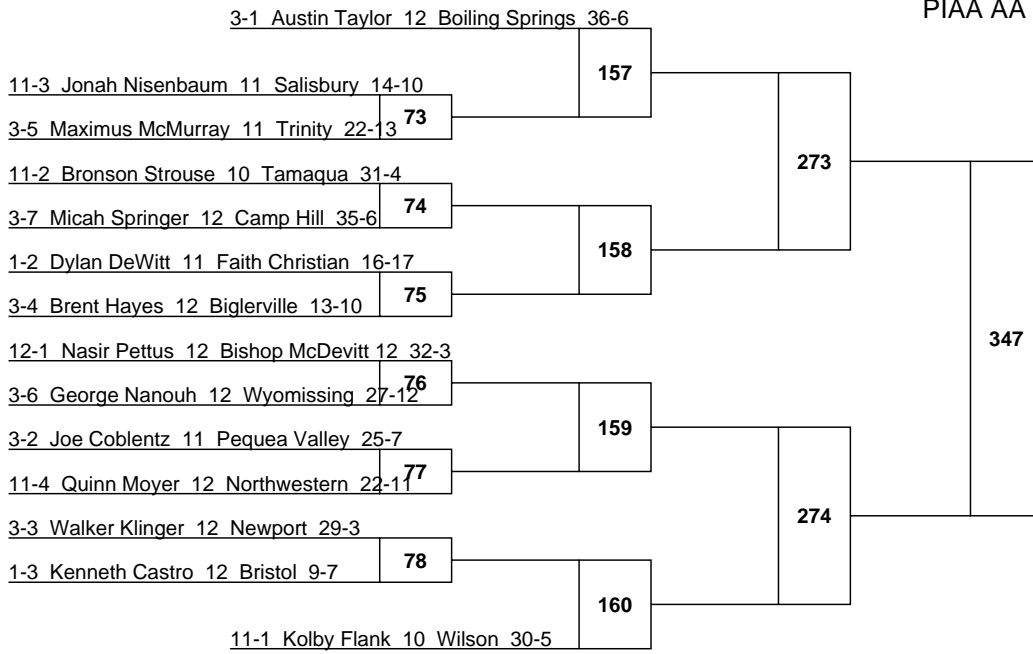 PIAA AA
3-1 Austin Taylor 12 Boiling Springs 36-6
157
11-3 Jonah Nisenbaum 11 Salisbury 14-10
73
3-5 Maximus McMurray 11 Trinity 22-13
273
11-2 Bronson Strouse 10 Tamaqua 31-4
74
3-7 Micah Springer 12 Camp Hill 35-6
158
1-2 Dylan DeWitt 11 Faith Christian 16-17
75
3-4 Brent Hayes 12 Biglerville 13-10
347
12-1 Nasir Pettus 12 Bishop McDevitt 12 32-3
76
3-6 George Nanouh 12 Wyomissing 27-12
159
3-2 Joe Coblentz 11 Pequea Valley 25-7
77
11-4 Quinn Moyer 12 Northwestern 22-11
274
3-3 Walker Klinger 12 Newport 29-3
78
1-3 Kenneth Castro 12 Bristol 9-7
160
11-1 Kolby Flank 10 Wilson 30-5